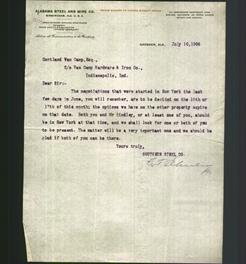 ALABAMA STEEL AND WIRE CO.
GADSDEN, ALA. July 10, 1906
Cortland Van Camp, Esq.,
c/o Van Camp Hardware & Iron Co.,
Indianapolis, Ind.
Dear Sir:-
The negotiations that were started in New York the last
few days in June, you will remember, are to be decided on the 16th or
17th of this month; the options we have on the other property expire
on that date. Both you and Mr Hindley, or at least one of you, should
be in New York at that time, and we shall look for one or both of you
to be present. The matter will be a very important one and we should be
glad if both of you can be there.
Yours truly,
SOUTHERN STEEL CO